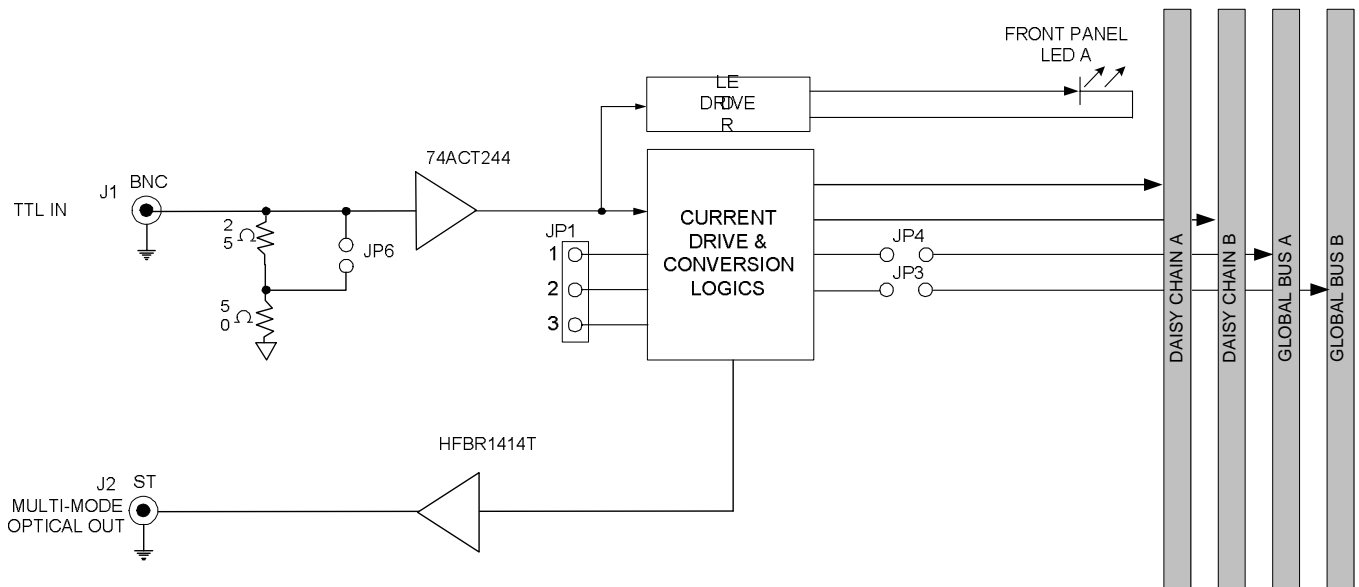 FRONT PANEL
LED A
LE
D
DRIVE
R
74ACT244
J1 BNC
TTL IN
2
5 Ω
JP6
5
0 Ω
JP1
1
2
3
CURRENT
DRIVE &
CONVERSION
LOGICS
JP4
JP3
DAISY CHAIN A
DAISY CHAIN B
GLOBAL BUS A
GLOBAL BUS B
HFBR1414T
J2 ST
MULTI-MODE
OPTICAL OUT